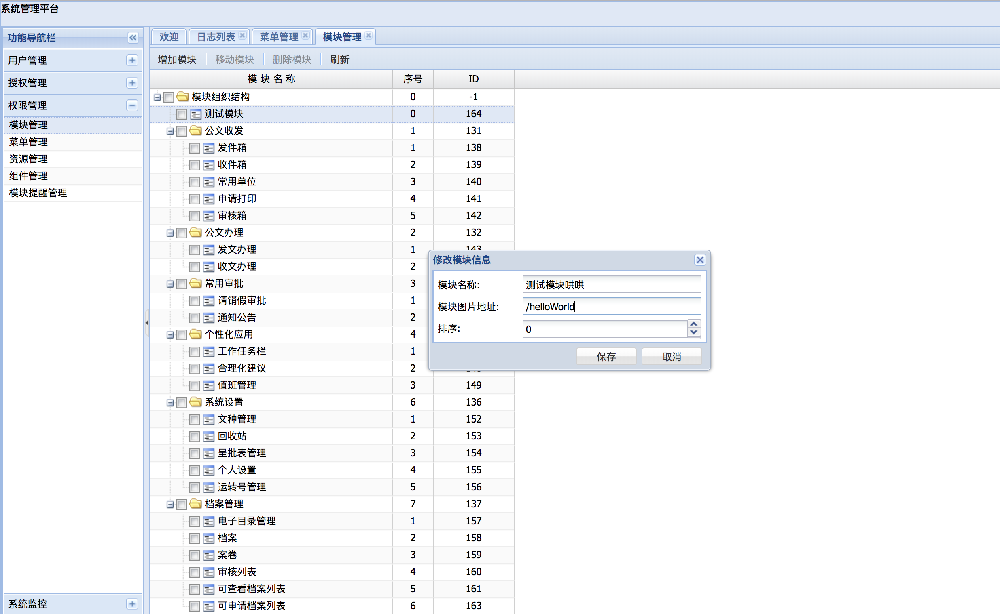 系统管理平台
功能导航栏
用户管理
授权管理
权限管理
模块管理
菜单管理
资源管理
组件管理
模块提醒管理
系统监控
欢迎 日志列表 菜单管理 模块管理
增加模块 移动模块 删除模块 刷新
模块名称 序号 ID
模块组织结构 0 -1
测试模块 0 164
公文收发 1 131
发件箱 1 138
收件箱 2 139
常用单位 3 140
申请打印 4 141
审核箱 5 142
公文办理 2 132
发文办理 1 143
收文办理 2
常用审批 3
请销假审批 1
通知公告 2
个性化应用 4
工作任务栏 1
合理化建议 2
值班管理 3 149
系统设置 6 136
文种管理 1 152
回收站 2 153
呈批表管理 3 154
个人设置 4 155
运转号管理 5 156
档案管理 7 137
电子目录管理 1 157
档案 2 158
案卷 3 159
审核列表 4 160
可查看档案列表 5 161
可申请档案列表 6 163
修改模块信息
模块名称: 测试模块哄哄
模块图片地址: /helloWorld
排序: 0
保存 取消